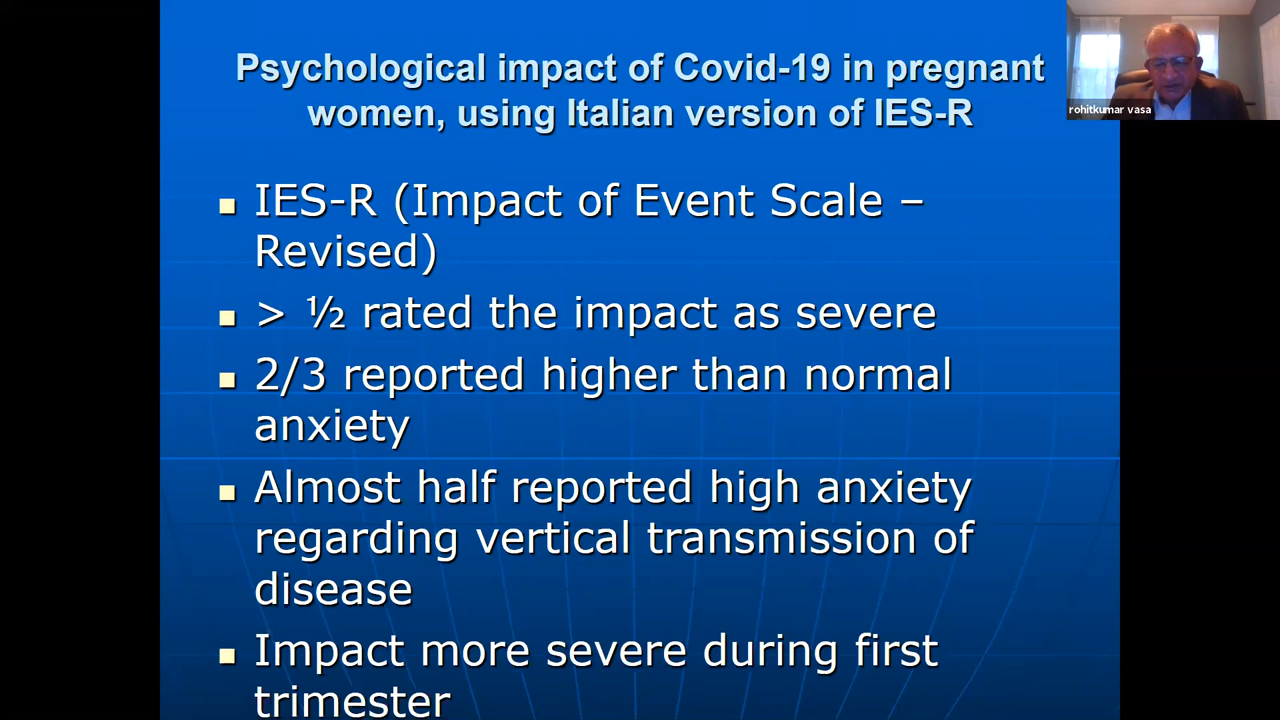 Psychological impact of Covid-19 in pregnant
women, using Italian version of IES-R
rohitkumar vasa
IES-R (Impact of Event Scale –
Revised)
> ½ rated the impact as severe
2/3 reported higher than normal
anxiety
Almost half reported high anxiety
regarding vertical transmission of
disease
Impact more severe during first
trimester